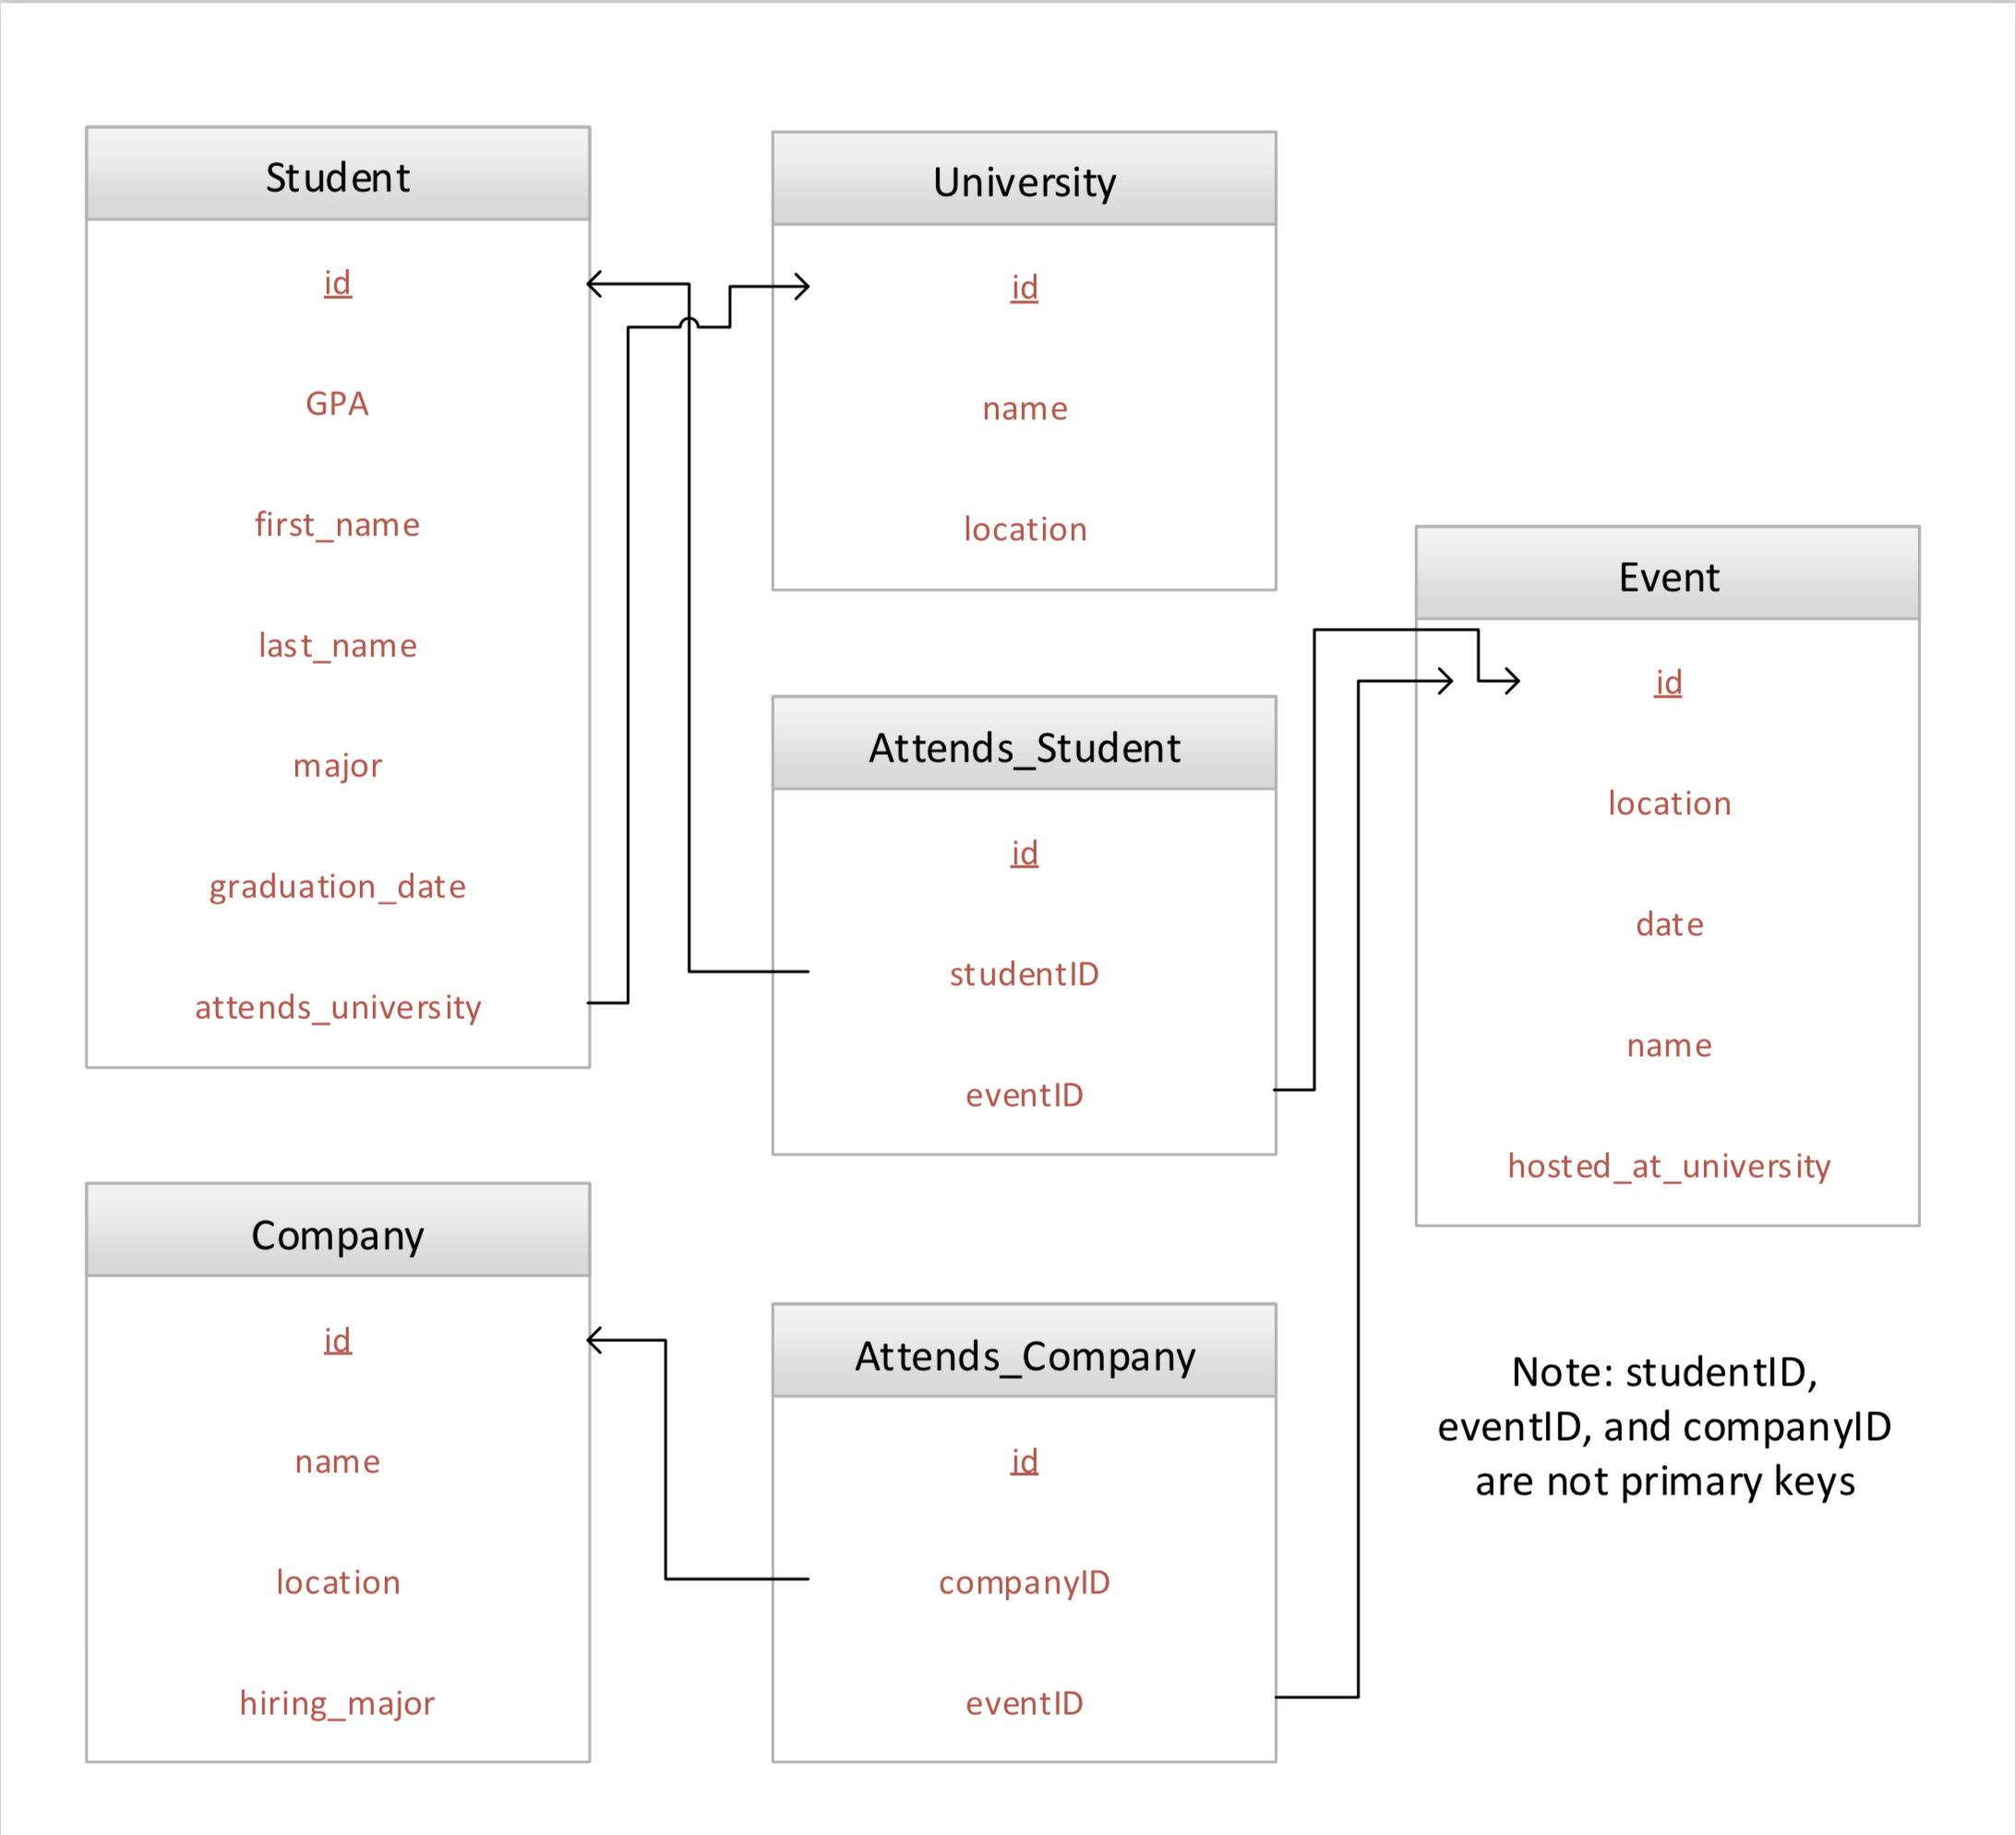 Student
id
GPA
first_name
last_name
major
graduation_date
attends_university
University
id
name
location
Attends_Student
id
studentID
eventID
Event
id
location
date
name
hosted_at_university
Company
id
name
location
hiring_major
Attends_Company
id
companyID
eventID
Note: studentID,
eventID, and companyID
are not primary keys